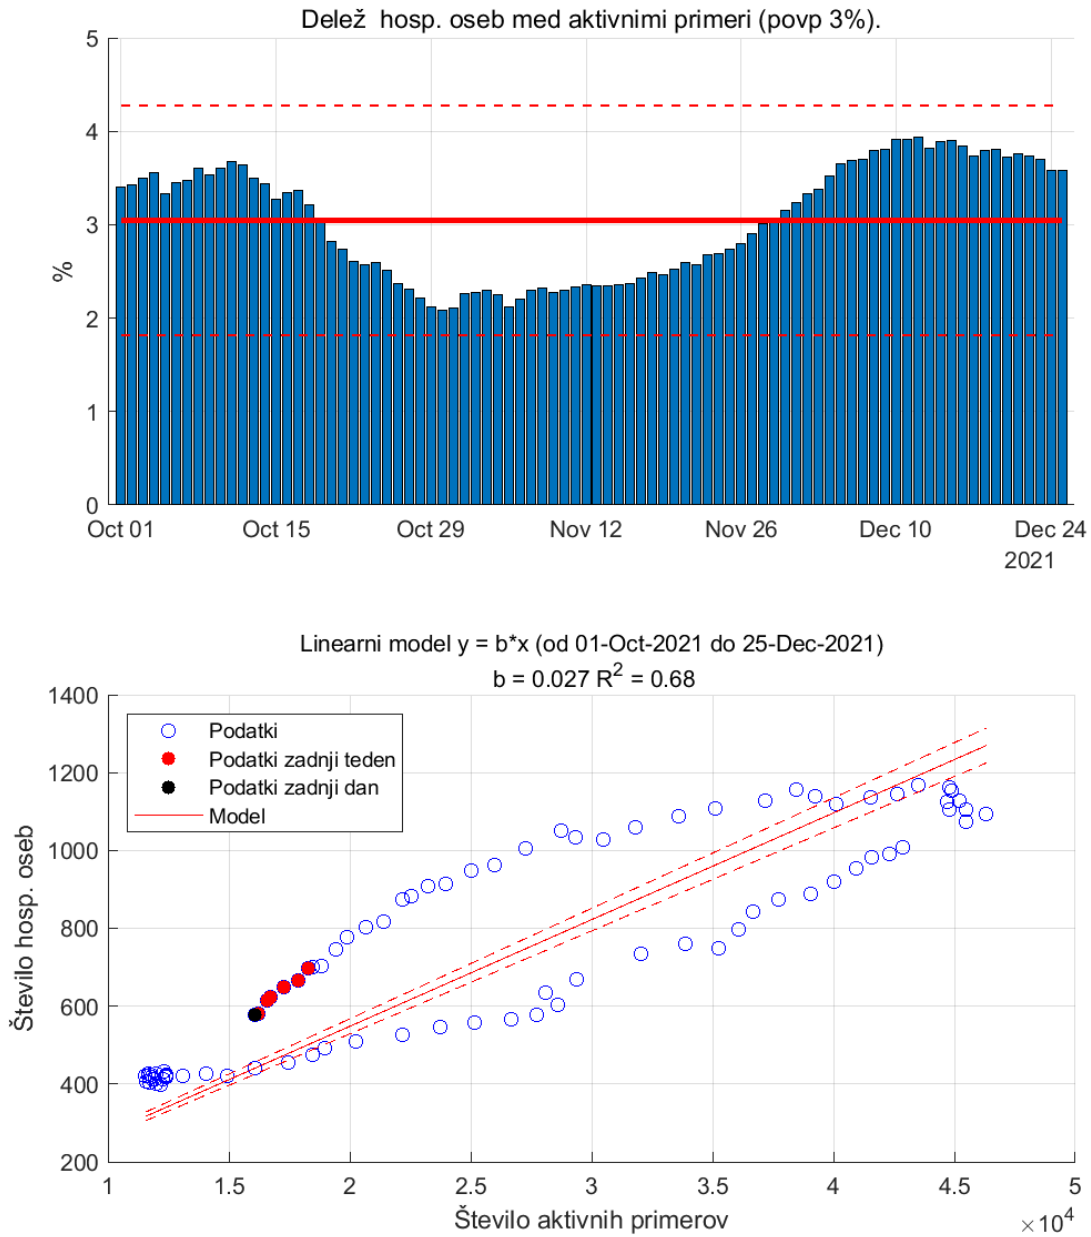 Delež  hosp. oseb med aktivnimi primeri (povp 3%).
5
4
3
2
1
0
%
Oct 01 Oct 15 Oct 29 Nov 12 Nov 26 Dec 10 Dec 24
2021
Linearni model y = b*x (od 01-Oct-2021 do 25-Dec-2021)
b = 0.027 R² = 0.68
1400
1200
1000
800
600
400
200
Število hosp. oseb
Podatki
Podatki zadnji teden
Podatki zadnji dan
Model
1 1.5 2 2.5 3 3.5 4 4.5 5
Število aktivnih primerov
×10⁴